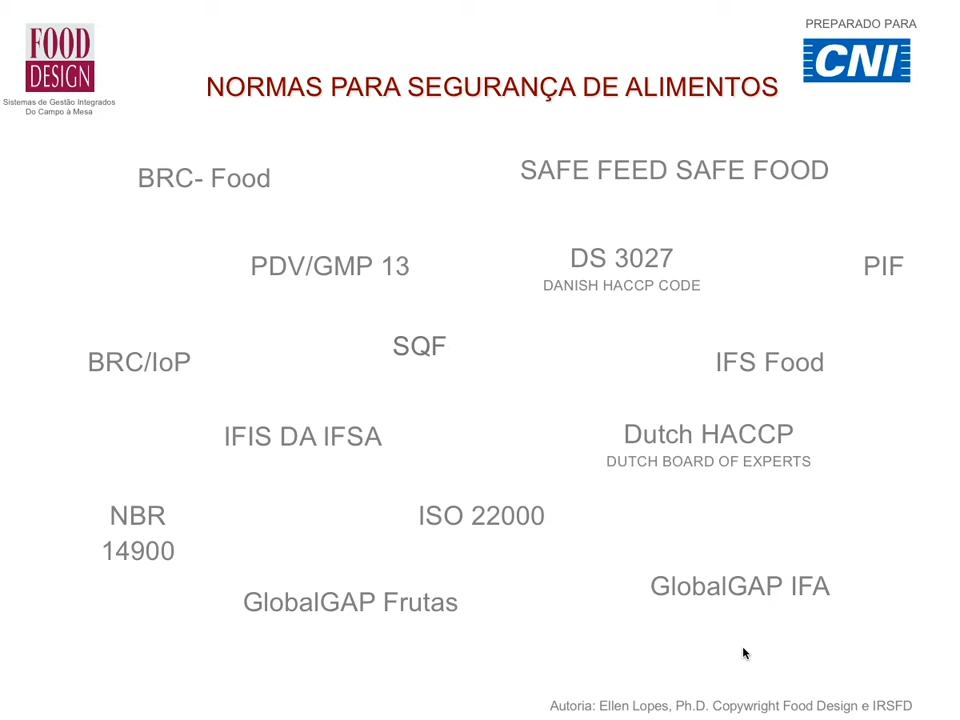 FOOD
DESIGN
Sistemas de Gestão Integrados
Do Campo à Mesa
PREPARADO PARA
CNI
NORMAS PARA SEGURANÇA DE ALIMENTOS
BRC- Food
SAFE FEED SAFE FOOD
PDV/GMP 13
DS 3027
DANISH HACCP CODE
PIF
BRC/IoP
SQF
IFS Food
IFIS DA IFSA
Dutch HACCP
DUTCH BOARD OF EXPERTS
NBR
14900
ISO 22000
GlobalGAP Frutas
GlobalGAP IFA
Autoria: Ellen Lopes, Ph.D. Copywright Food Design e IRSFD